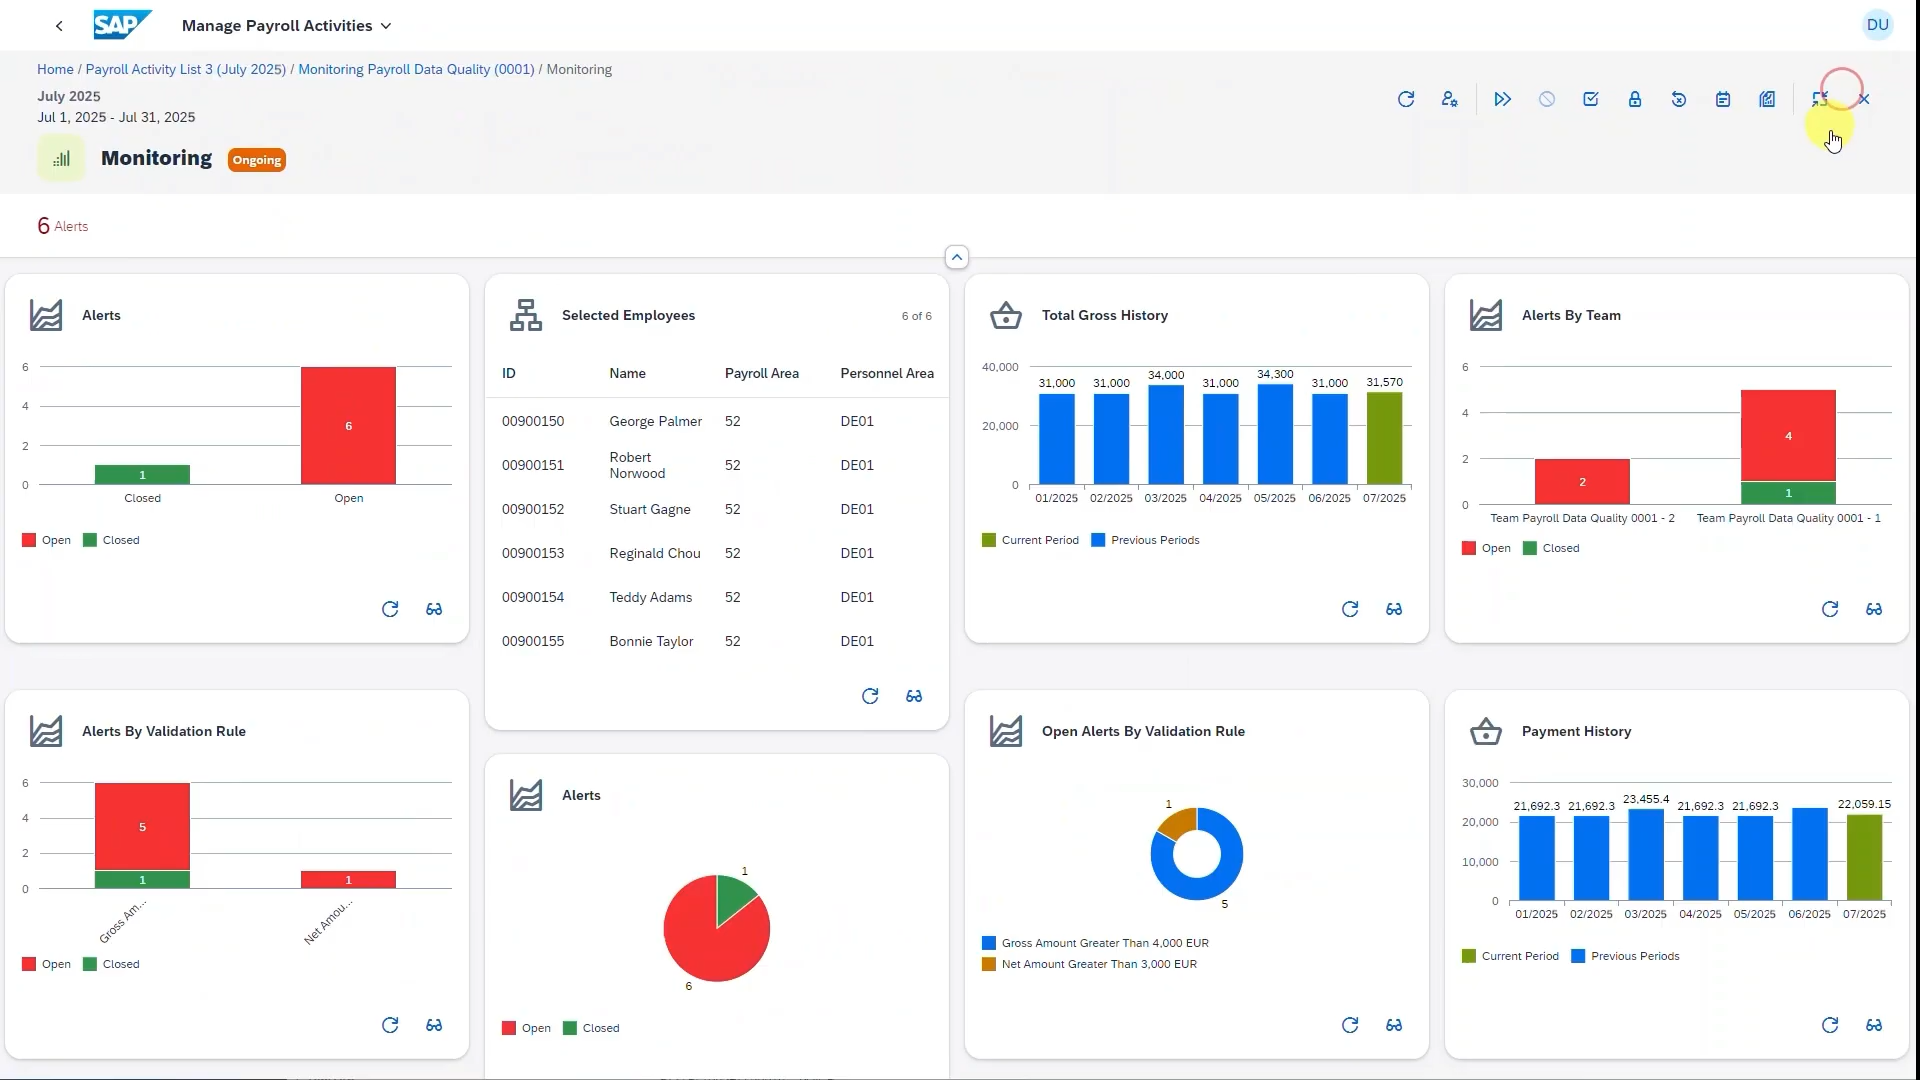 SAP
Manage Payroll Activities
DU
Home / Payroll Activity List 3 (July 2025) / Monitoring Payroll Data Quality (0001) / Monitoring
July 2025
Jul 1, 2025 - Jul 31, 2025
Monitoring
Ongoing
6 Alerts
Alerts
6
4
2
0
1
6
Closed
Open
Open
Closed
Selected Employees
6 of 6
ID Name Payroll Area Personnel Area
00900150 George Palmer 52 DE01
00900151 Robert Norwood 52 DE01
00900152 Stuart Gagne 52 DE01
00900153 Reginald Chou 52 DE01
00900154 Teddy Adams 52 DE01
00900155 Bonnie Taylor 52 DE01
Total Gross History
40,000
20,000
0
31,000 31,000 34,000 31,000 34,300 31,000 31,570
01/2025 02/2025 03/2025 04/2025 05/2025 06/2025 07/2025
Current Period
Previous Periods
Alerts By Team
6
4
2
0
2
4
1
Team Payroll Data Quality 0001 - 2
Team Payroll Data Quality 0001 - 1
Open
Closed
Alerts By Validation Rule
6
4
2
0
5
1
1
Gross Am...
Net Amou...
Open
Closed
Alerts
1
6
Open
Closed
Open Alerts By Validation Rule
1
5
Gross Amount Greater Than 4,000 EUR
Net Amount Greater Than 3,000 EUR
Payment History
30,000
20,000
10,000
0
21,692.3 21,692.3 23,455.4 21,692.3 21,692.3 22,059.15
01/2025 02/2025 03/2025 04/2025 05/2025 06/2025 07/2025
Current Period
Previous Periods